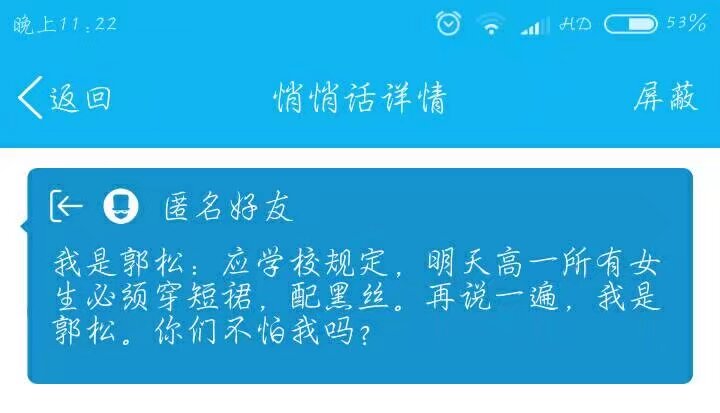 晚上11:22 HD 53%
返回 悄悄话详情 屏蔽
匿名好友
我是郭松：应学校规定，明天高一所有女
生必须穿短裙，配黑丝。再说一遍，我是
郭松。你们不怕我吗？